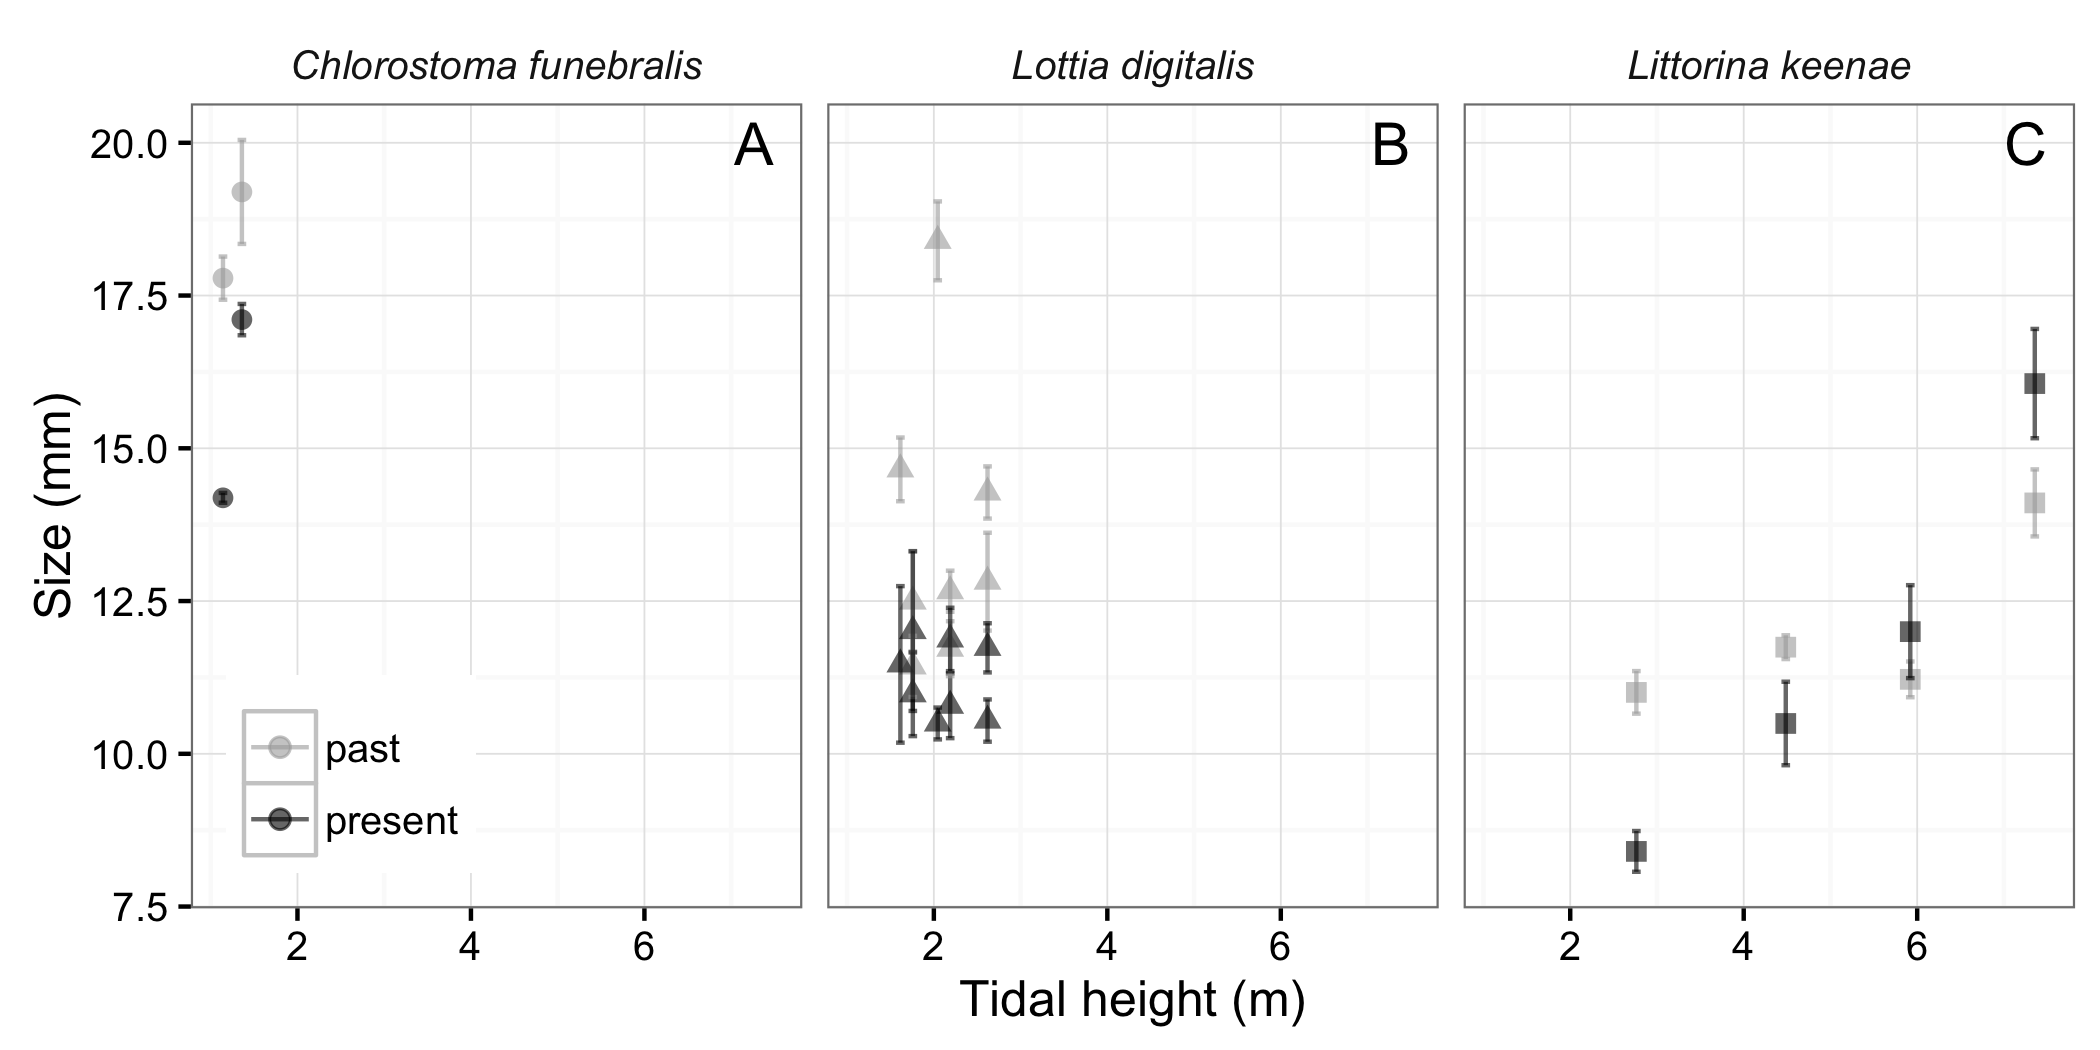 Chlorostoma funebralis
Lottia digitalis
Littorina keenae
A
B
C
20.0
17.5
15.0
12.5
10.0
7.5
Size (mm)
past
present
2 4 6
2 4 6
2 4 6
Tidal height (m)